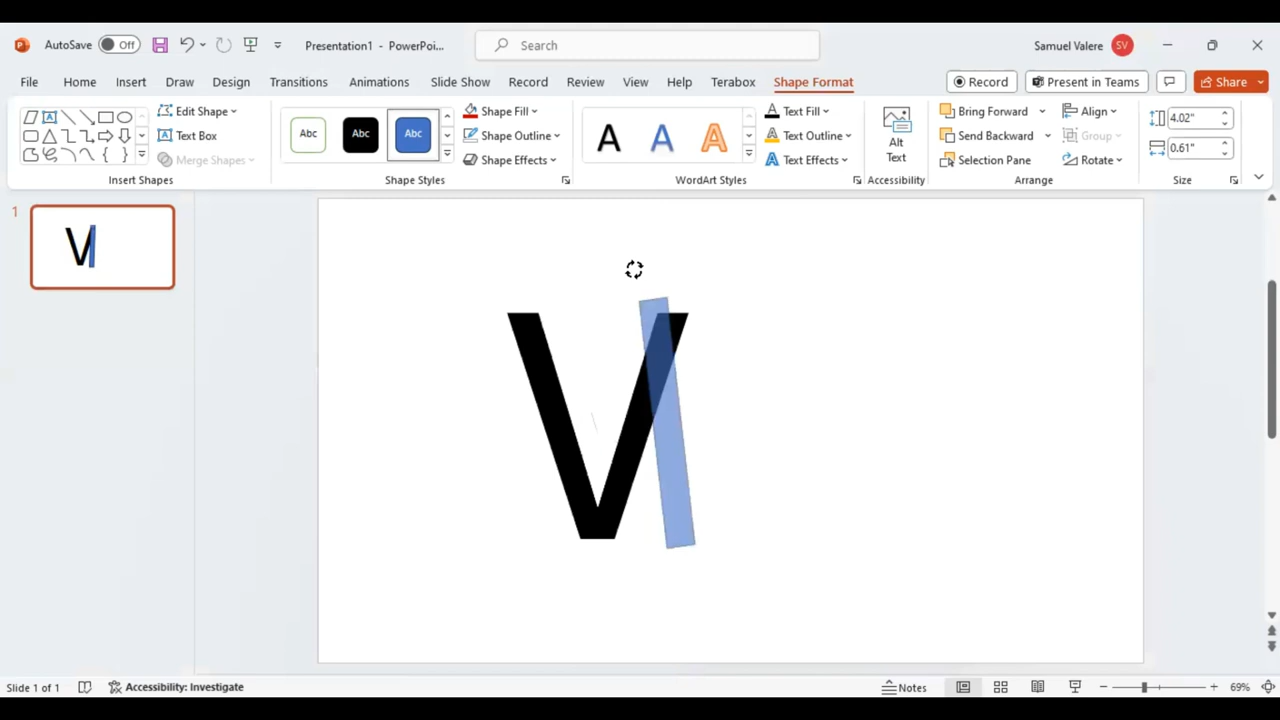 AutoSave Off Presentation1 - PowerPoi... Search Samuel Valere SV
File Home Insert Draw Design Transitions Animations Slide Show Record Review View Help Terabox Shape Format Record Present in Teams Share
Edit Shape
Text Box
Merge Shapes
Insert Shapes
Abc Abc Abc
Shape Fill
Shape Outline
Shape Effects
Shape Styles
A A A
Text Fill
Text Outline
Text Effects
WordArt Styles
Alt
Text
Accessibility
Bring Forward
Send Backward
Selection Pane
Align
Group
Rotate
Arrange
4.02"
0.61"
Size
1
V
V
Slide 1 of 1 Accessibility: Investigate Notes 69%